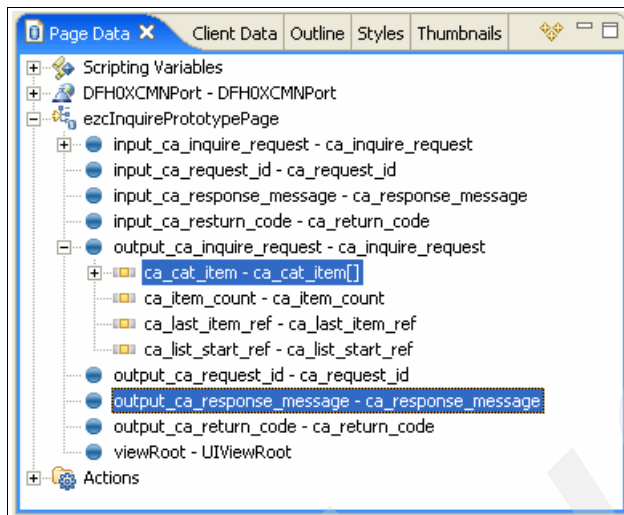 Page Data Client Data Outline Styles Thumbnails
Scripting Variables
DFH0XCMNPort - DFH0XCMNPort
ezcInquirePrototypePage
input_ca_inquire_request - ca_inquire_request
input_ca_request_id - ca_request_id
input_ca_response_message - ca_response_message
input_ca_resturn_code - ca_return_code
output_ca_inquire_request - ca_inquire_request
ca_cat_item - ca_cat_item[]
ca_item_count - ca_item_count
ca_last_item_ref - ca_last_item_ref
ca_list_start_ref - ca_list_start_ref
output_ca_request_id - ca_request_id
output_ca_response_message - ca_response_message
output_ca_return_code - ca_return_code
viewRoot - UIViewRoot
Actions